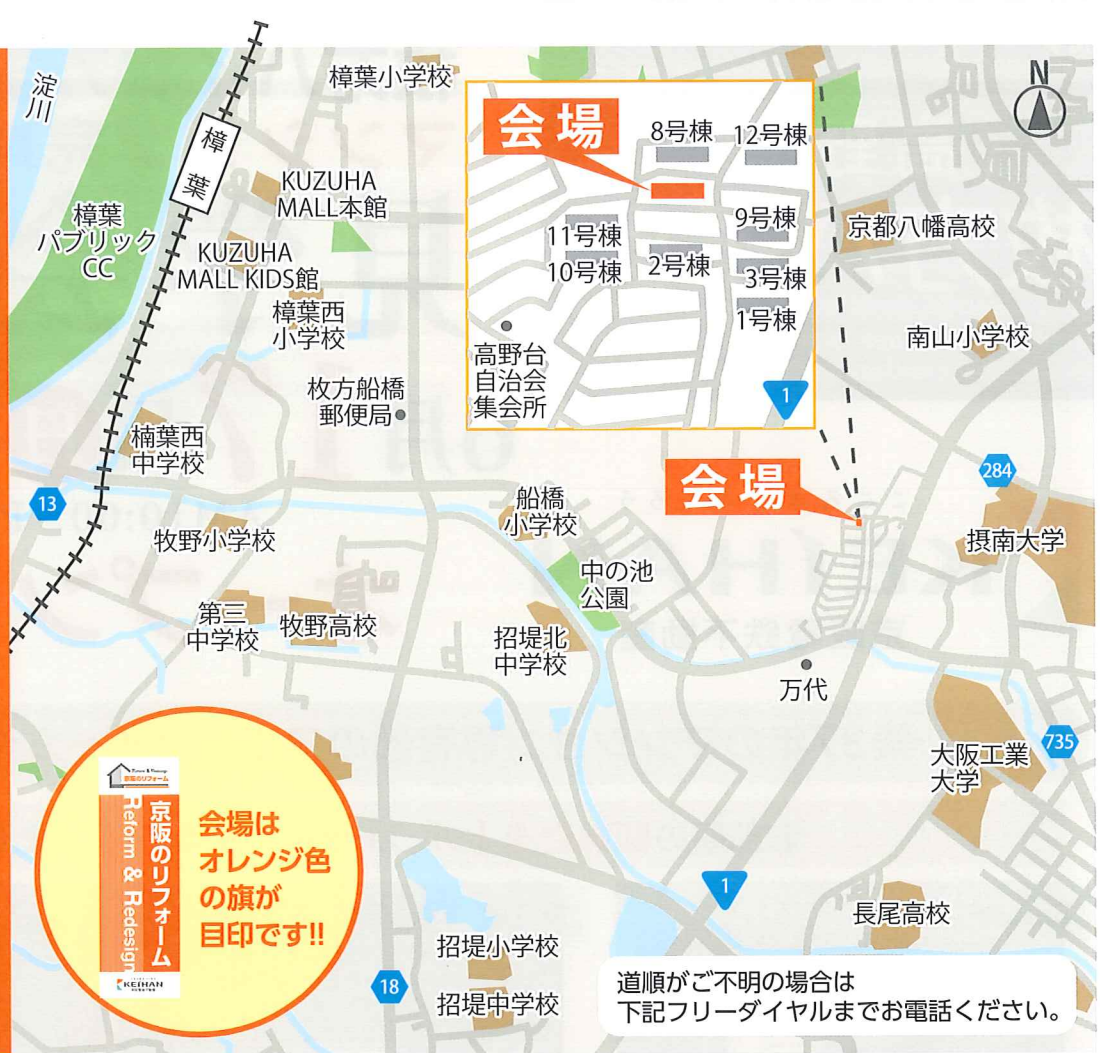 淀川
樟葉小学校
N
樟葉
KUZUHA
MALL本館
樟葉
パブリック
CC
KUZUHA
MALL KIDS館
樟葉西
小学校
枚方船橋
郵便局
楠葉西
中学校
会場
8号棟
12号棟
9号棟
11号棟
10号棟
2号棟
3号棟
1号棟
高野台
自治会
集会所
1
京都八幡高校
南山小学校
会場
284
摂南大学
13
船橋
小学校
牧野小学校
中の池
公園
第三
中学校
牧野高校
招堤北
中学校
万代
大阪工業
大学
735
京阪のリフォーム
京阪のリフォーム
Reform & Redesign
KEIHAN
会場は
オレンジ色
の旗が
目印です!!
1
長尾高校
招堤小学校
18
招堤中学校
道順がご不明の場合は
下記フリーダイヤルまでお電話ください。